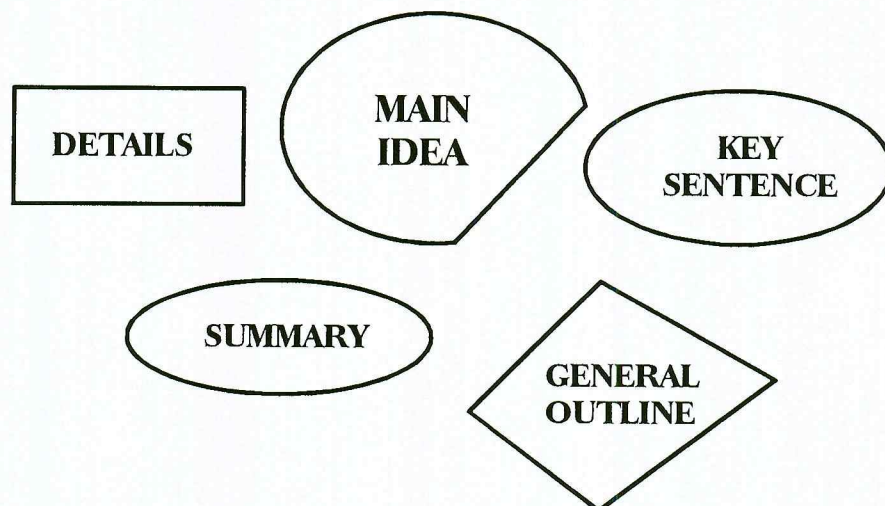 DETAILS
MAIN
IDEA
KEY
SENTENCE
SUMMARY
GENERAL
OUTLINE